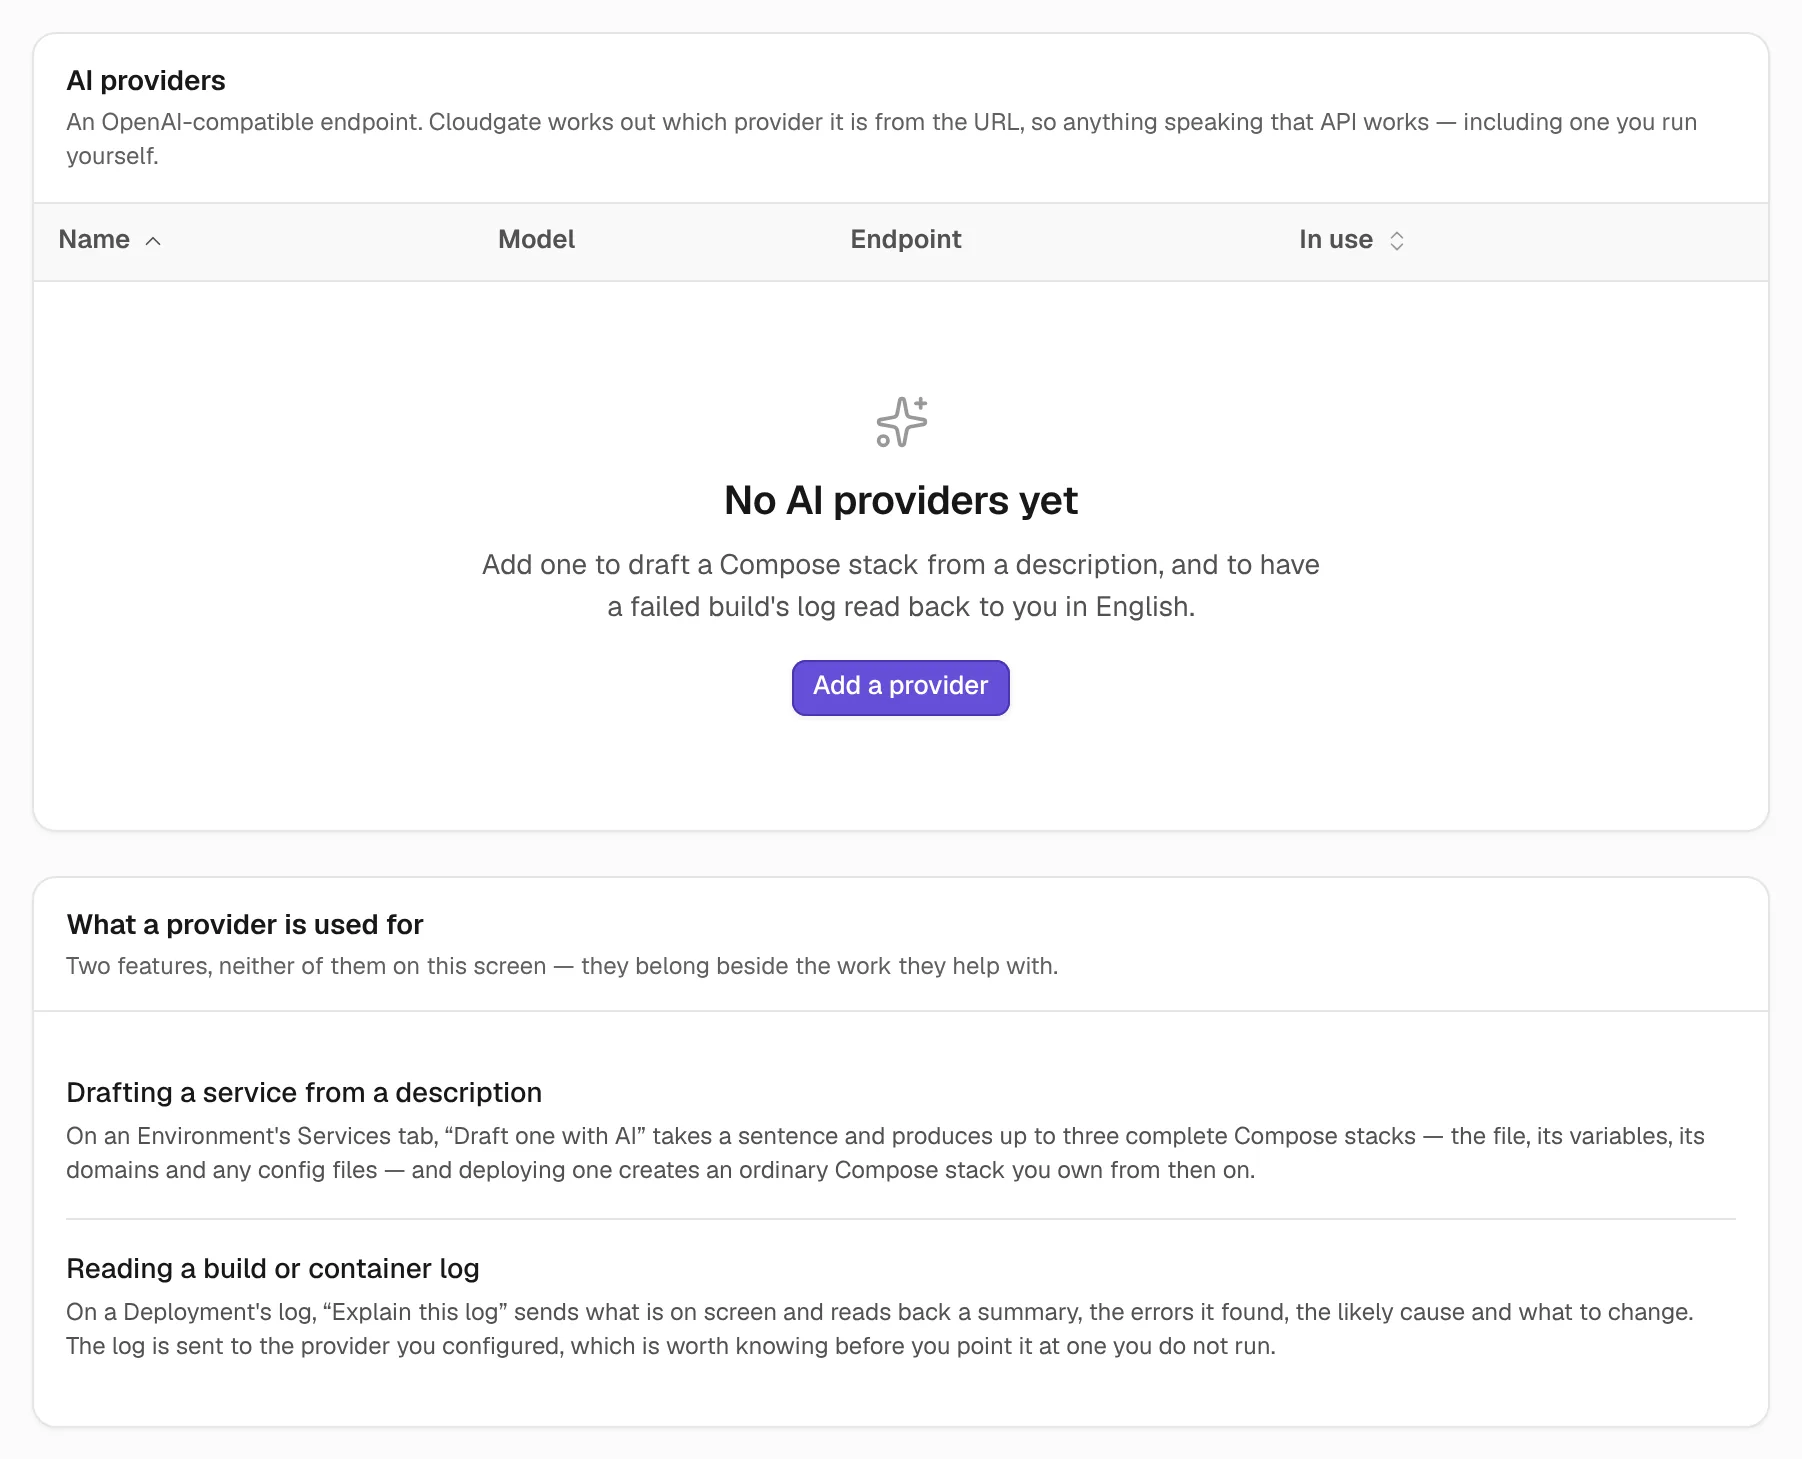 AI providers
An OpenAI-compatible endpoint. Cloudgate works out which provider it is from the URL, so anything speaking that API works — including one you run
yourself.
Name
Model
Endpoint
In use
No AI providers yet
Add one to draft a Compose stack from a description, and to have
a failed build's log read back to you in English.
Add a provider
What a provider is used for
Two features, neither of them on this screen — they belong beside the work they help with.
Drafting a service from a description
On an Environment's Services tab, “Draft one with AI” takes a sentence and produces up to three complete Compose stacks — the file, its variables, its
domains and any config files — and deploying one creates an ordinary Compose stack you own from then on.
Reading a build or container log
On a Deployment's log, “Explain this log” sends what is on screen and reads back a summary, the errors it found, the likely cause and what to change.
The log is sent to the provider you configured, which is worth knowing before you point it at one you do not run.